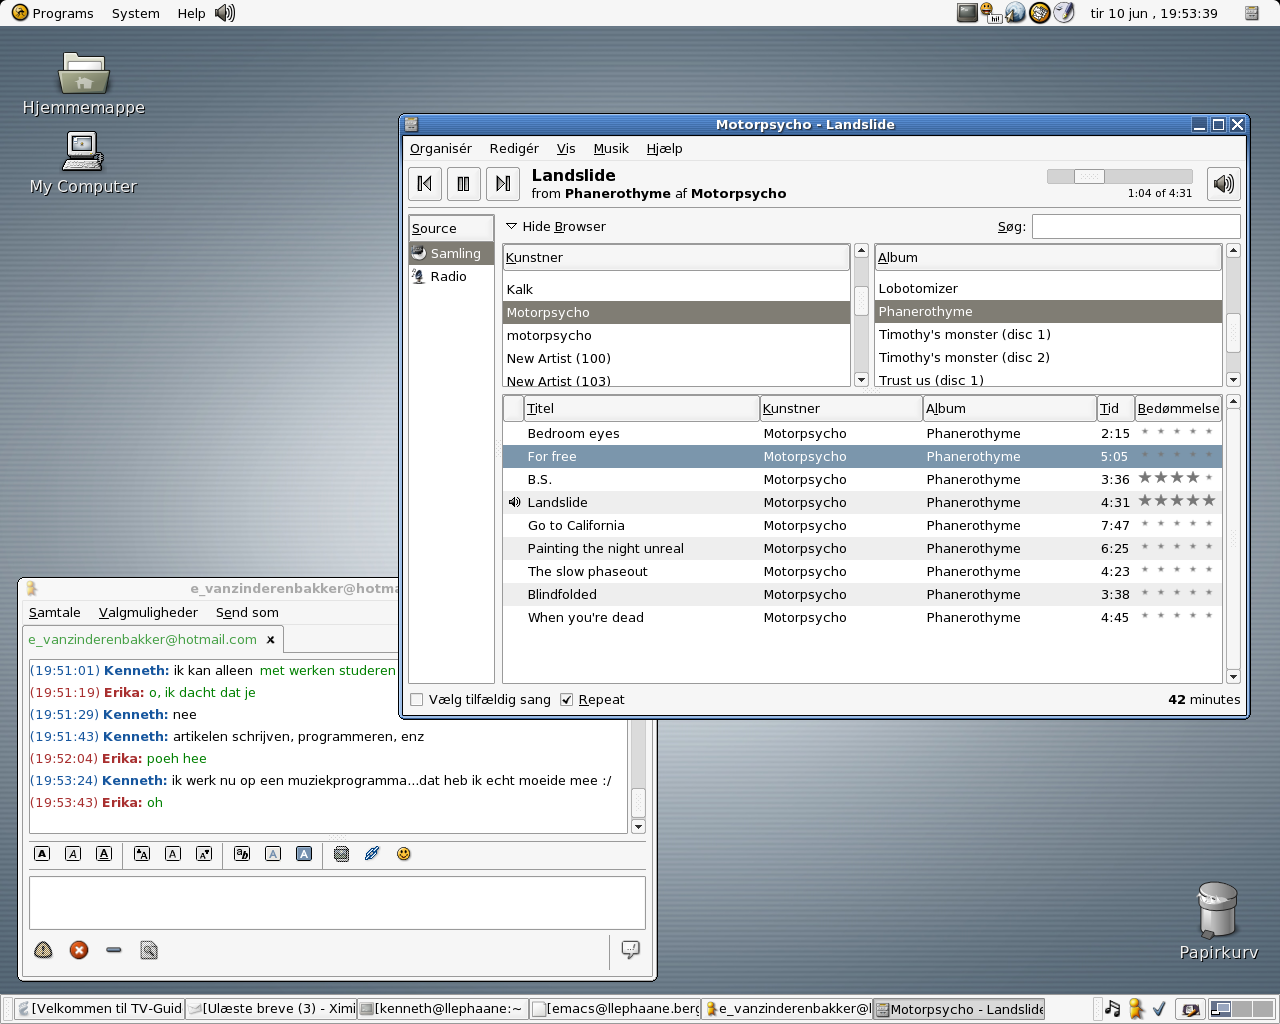 Programs System Help hi! tir 10 jun , 19:53:39
Hjemmemappe
My Computer
Motorpsycho - Landslide
Organisér Redigér Vis Musik Hjælp
Landslide
from Phanerothyme af Motorpsycho
1:04 of 4:31
Source
Samling
Radio
Hide Browser Søg:
Kunstner
Kalk
Motorpsycho
motorpsycho
New Artist (100)
New Artist (103)
Album
Lobotomizer
Phanerothyme
Timothy's monster (disc 1)
Timothy's monster (disc 2)
Trust us (disc 1)
Titel Kunstner Album Tid Bedømmelse
Bedroom eyes Motorpsycho Phanerothyme 2:15
For free Motorpsycho Phanerothyme 5:05
B.S. Motorpsycho Phanerothyme 3:36
Landslide Motorpsycho Phanerothyme 4:31
Go to California Motorpsycho Phanerothyme 7:47
Painting the night unreal Motorpsycho Phanerothyme 6:25
The slow phaseout Motorpsycho Phanerothyme 4:23
Blindfolded Motorpsycho Phanerothyme 3:38
When you're dead Motorpsycho Phanerothyme 4:45
Vælg tilfældig sang Repeat 42 minutes
e_vanzinderenbakker@hotma
Samtale Valgmuligheder Send som
e_vanzinderenbakker@hotmail.com
(19:51:01) Kenneth: ik kan alleen met werken studeren
(19:51:19) Erika: o, ik dacht dat je
(19:51:29) Kenneth: nee
(19:51:43) Kenneth: artikelen schrijven, programmeren, enz
(19:52:04) Erika: poeh hee
(19:53:24) Kenneth: ik werk nu op een muziekprogramma...dat heb ik echt moeide mee :/
(19:53:43) Erika: oh
A A A A A A ab A A
Papirkurv
[Velkommen til TV-Guid [Ulæste breve (3) - Ximi [kenneth@llephaane:~ [emacs@llephaane.berg e_vanzinderenbakker@l Motorpsycho - Landslide